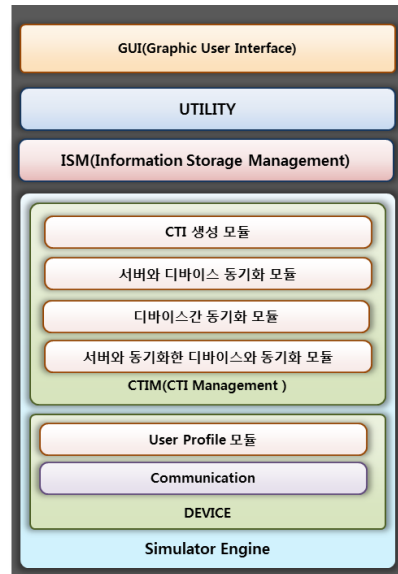 GUI(Graphic User Interface)
UTILITY
ISM(Information Storage Management)
CTI 생성 모듈
서버와 디바이스 동기화 모듈
디바이스간 동기화 모듈
서버와 동기화한 디바이스와 동기화 모듈
CTIM(CTI Management )
User Profile 모듈
Communication
DEVICE
Simulator Engine